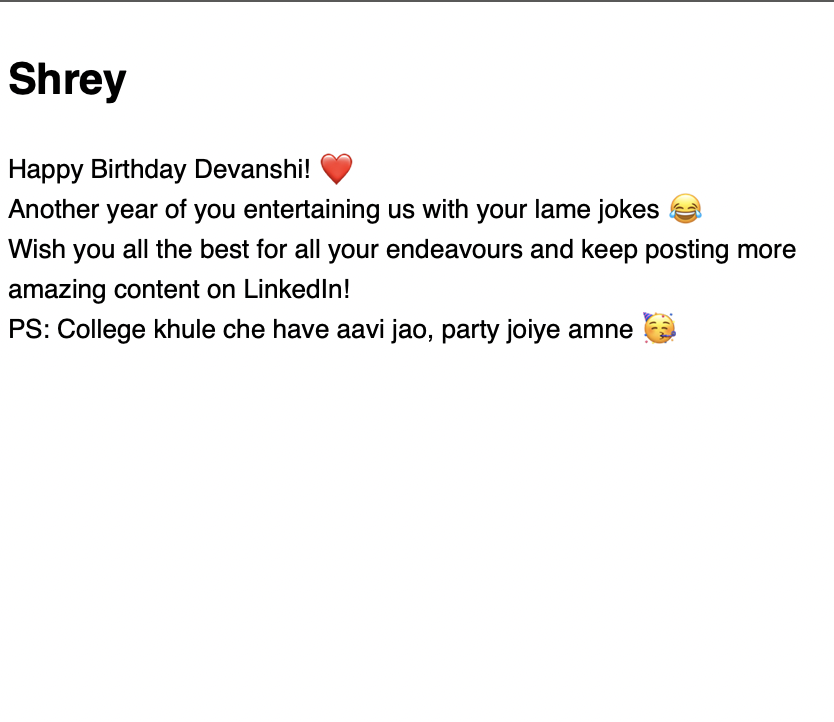 Shrey
Happy Birthday Devanshi! ❤️
Another year of you entertaining us with your lame jokes 😂
Wish you all the best for all your endeavours and keep posting more
amazing content on LinkedIn!
PS: College khule che have aavi jao, party joiye amne 🥳